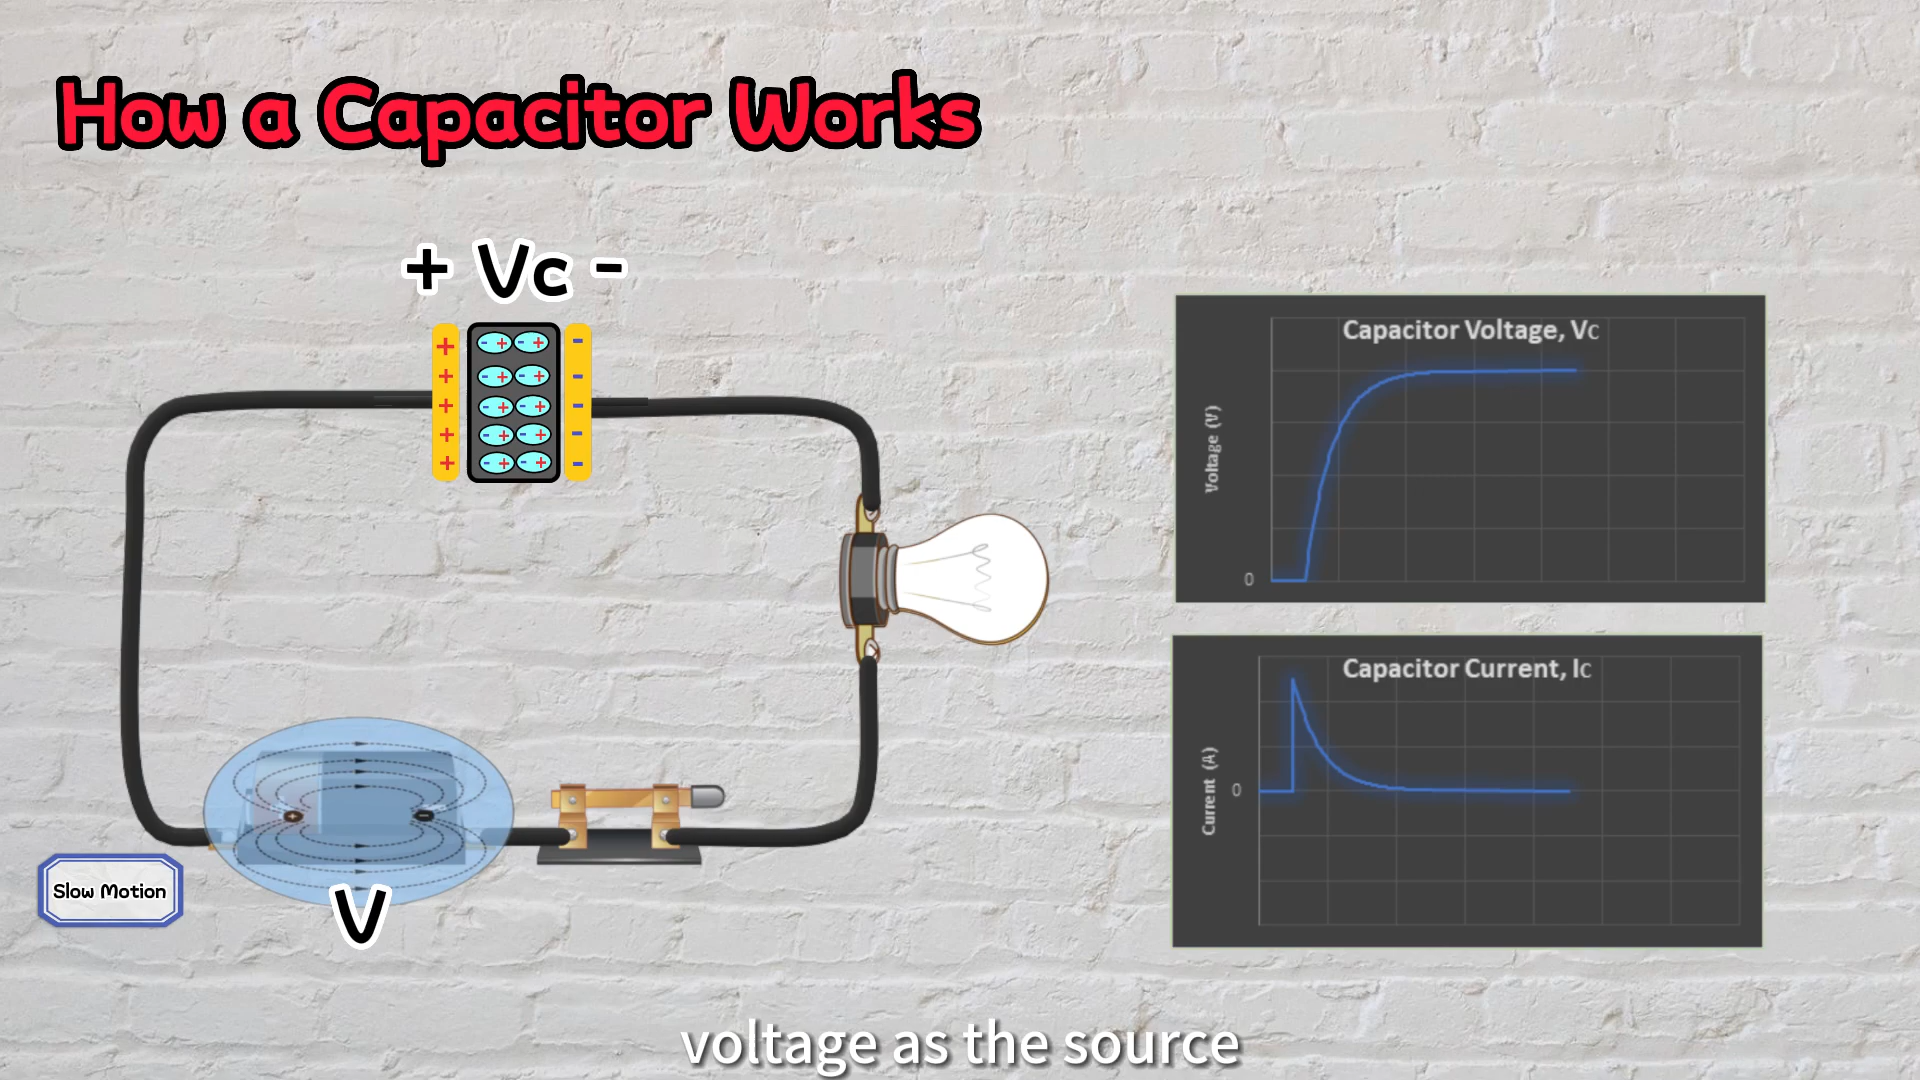 How a Capacitor Works
+ Vc -
Capacitor Voltage, Vc
Voltage (V)
0
Capacitor Current, Ic
Current (A)
0
Slow Motion
V
voltage as the source